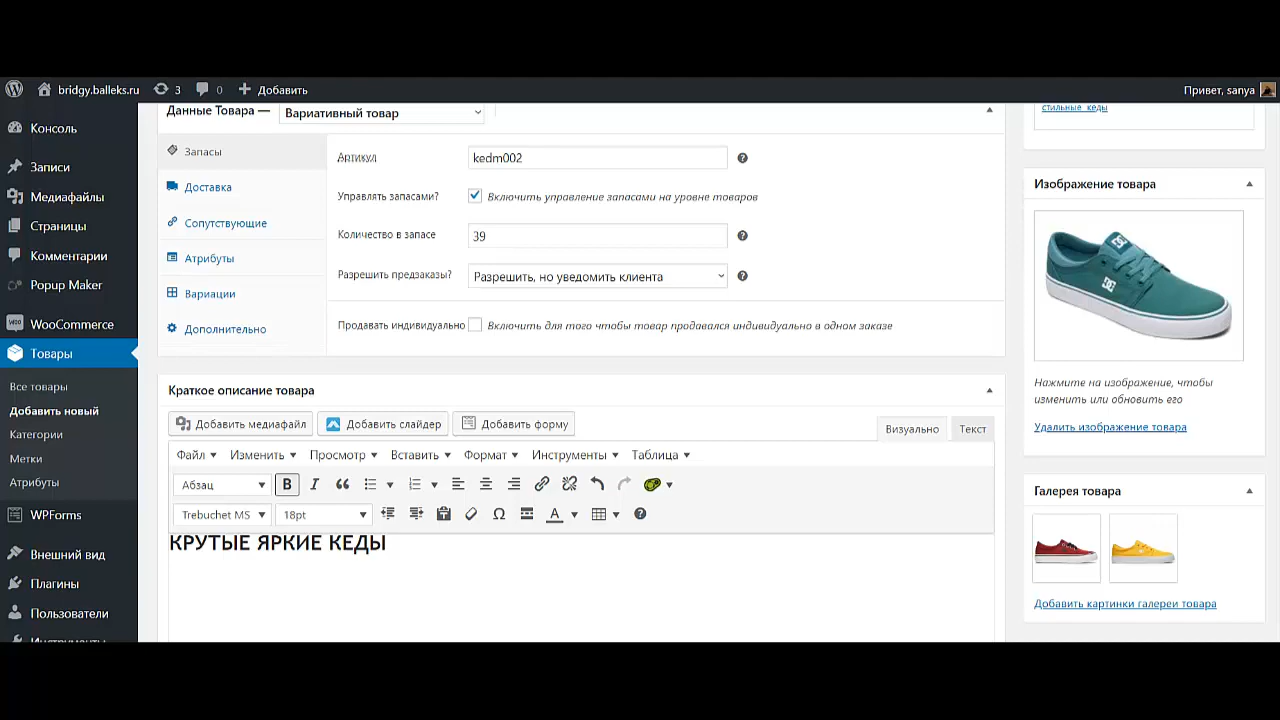 bridgy.balleks.ru 3 0 Добавить Привет, sanya
Консоль
Записи
Медиафайлы
Страницы
Комментарии
Popup Maker
WooCommerce
Товары
Все товары
Добавить новый
Категории
Метки
Атрибуты
WPForms
Внешний вид
Плагины
Пользователи
Инструменты
Данные Товара — Вариативный товар
Запасы
Доставка
Сопутствующие
Атрибуты
Вариации
Дополнительно
Артикул kedm002
Управлять запасами? Включить управление запасами на уровне товаров
Количество в запасе 39
Разрешить предзаказы? Разрешить, но уведомить клиента
Продавать индивидуально Включить для того чтобы товар продавался индивидуально в одном заказе
Краткое описание товара
Добавить медиафайл Добавить слайдер Добавить форму Визуально Текст
Файл Изменить Просмотр Вставить Формат Инструменты Таблица
Абзац B I
Trebuchet MS 18pt
КРУТЫЕ ЯРКИЕ КЕДЫ
стильные кеды
Изображение товара
DC
DC
Нажмите на изображение, чтобы
изменить или обновить его
Удалить изображение товара
Галерея товара
Добавить картинки галереи товара